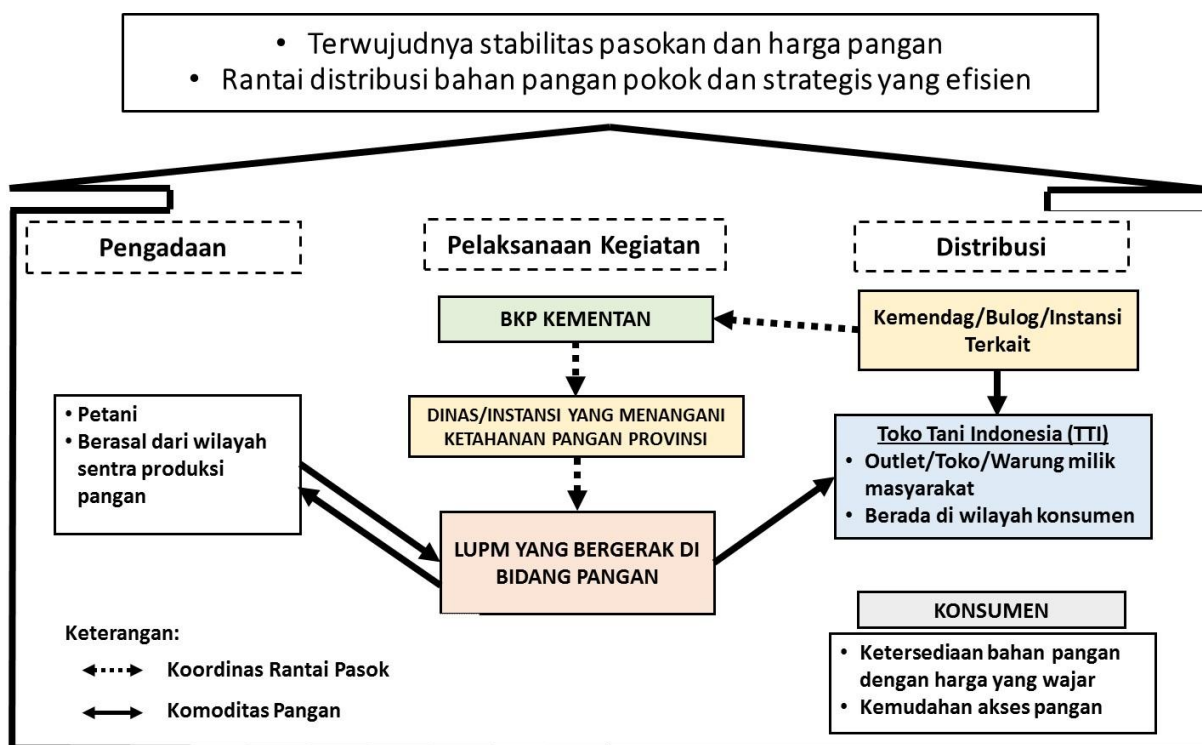 • Terwujudnya stabilitas pasokan dan harga pangan
• Rantai distribusi bahan pangan pokok dan strategis yang efisien
Pengadaan
Pelaksanaan Kegiatan
Distribusi
BKP KEMENTAN
Kemendag/Bulog/Instansi
Terkait
• Petani
• Berasal dari wilayah
sentra produksi
pangan
DINAS/INSTANSI YANG MENANGANI
KETAHANAN PANGAN PROVINSI
Toko Tani Indonesia (TTI)
• Outlet/Toko/Warung milik
masyarakat
• Berada di wilayah konsumen
LUPM YANG BERGERAK DI
BIDANG PANGAN
KONSUMEN
• Ketersediaan bahan pangan
dengan harga yang wajar
• Kemudahan akses pangan
Keterangan:
Koordinas Rantai Pasok
Komoditas Pangan